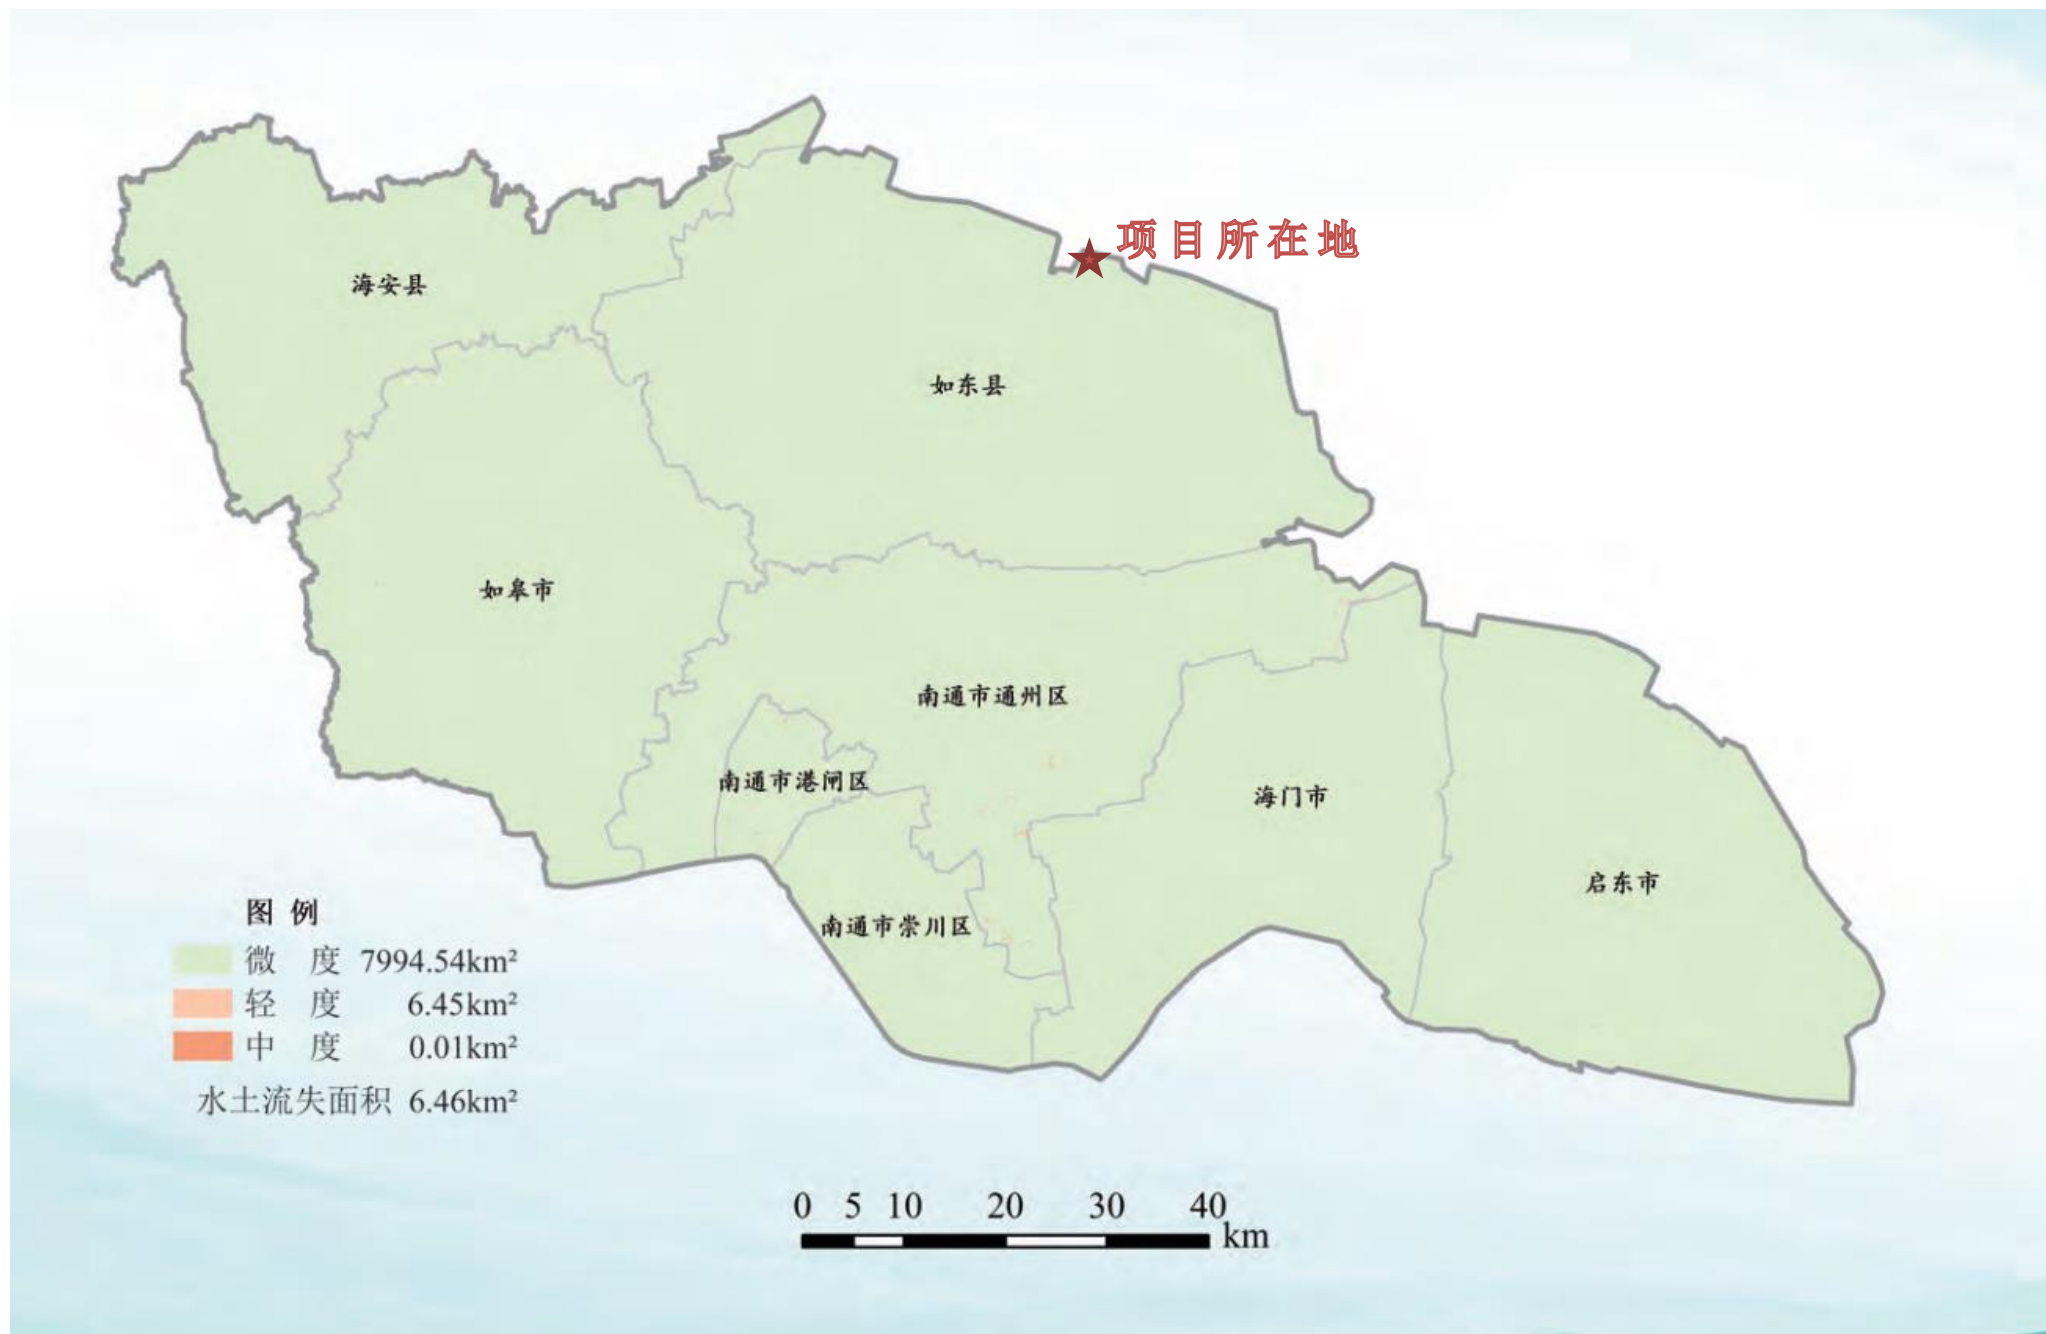 项目所在地
海安县
如东县
如皋市
南通市通州区
南通市港闸区
海门市
启东市
南通市崇川区
图 例
微 度 7994.54km²
轻 度 6.45km²
中 度 0.01km²
水土流失面积 6.46km²
0 5 10 20 30 40
km